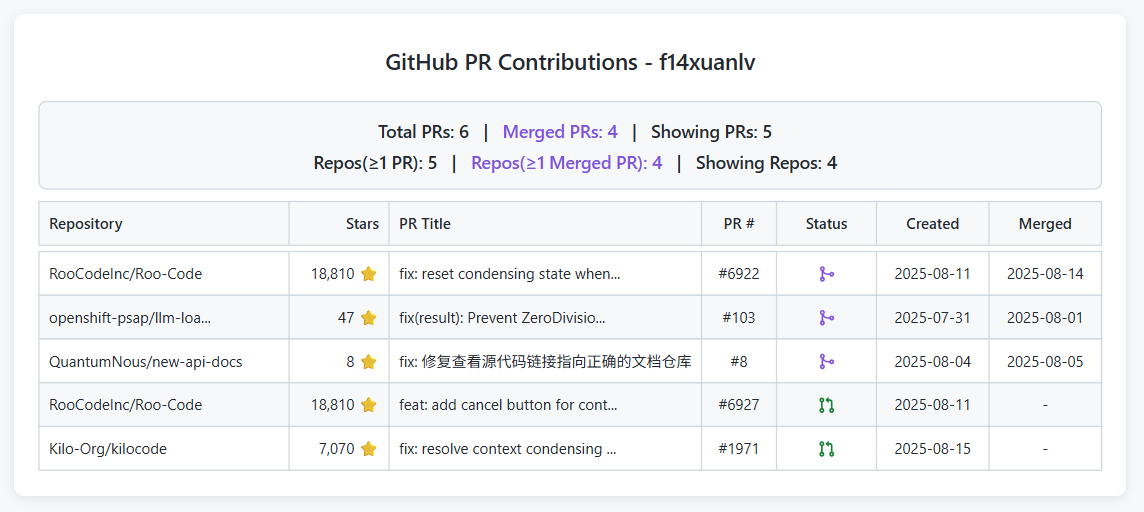 GitHub PR Contributions - f14xuanlv
Total PRs: 6 | Merged PRs: 4 | Showing PRs: 5
Repos(≥1 PR): 5 | Repos(≥1 Merged PR): 4 | Showing Repos: 4
Repository Stars PR Title PR # Status Created Merged
RooCodeInc/Roo-Code 18,810 fix: reset condensing state when... #6922 2025-08-11 2025-08-14
openshift-psap/llm-loa... 47 fix(result): Prevent ZeroDivisio... #103 2025-07-31 2025-08-01
QuantumNous/new-api-docs 8 fix: 修复查看源代码链接指向正确的文档仓库 #8 2025-08-04 2025-08-05
RooCodeInc/Roo-Code 18,810 feat: add cancel button for cont... #6927 2025-08-11 -
Kilo-Org/kilocode 7,070 fix: resolve context condensing ... #1971 2025-08-15 -